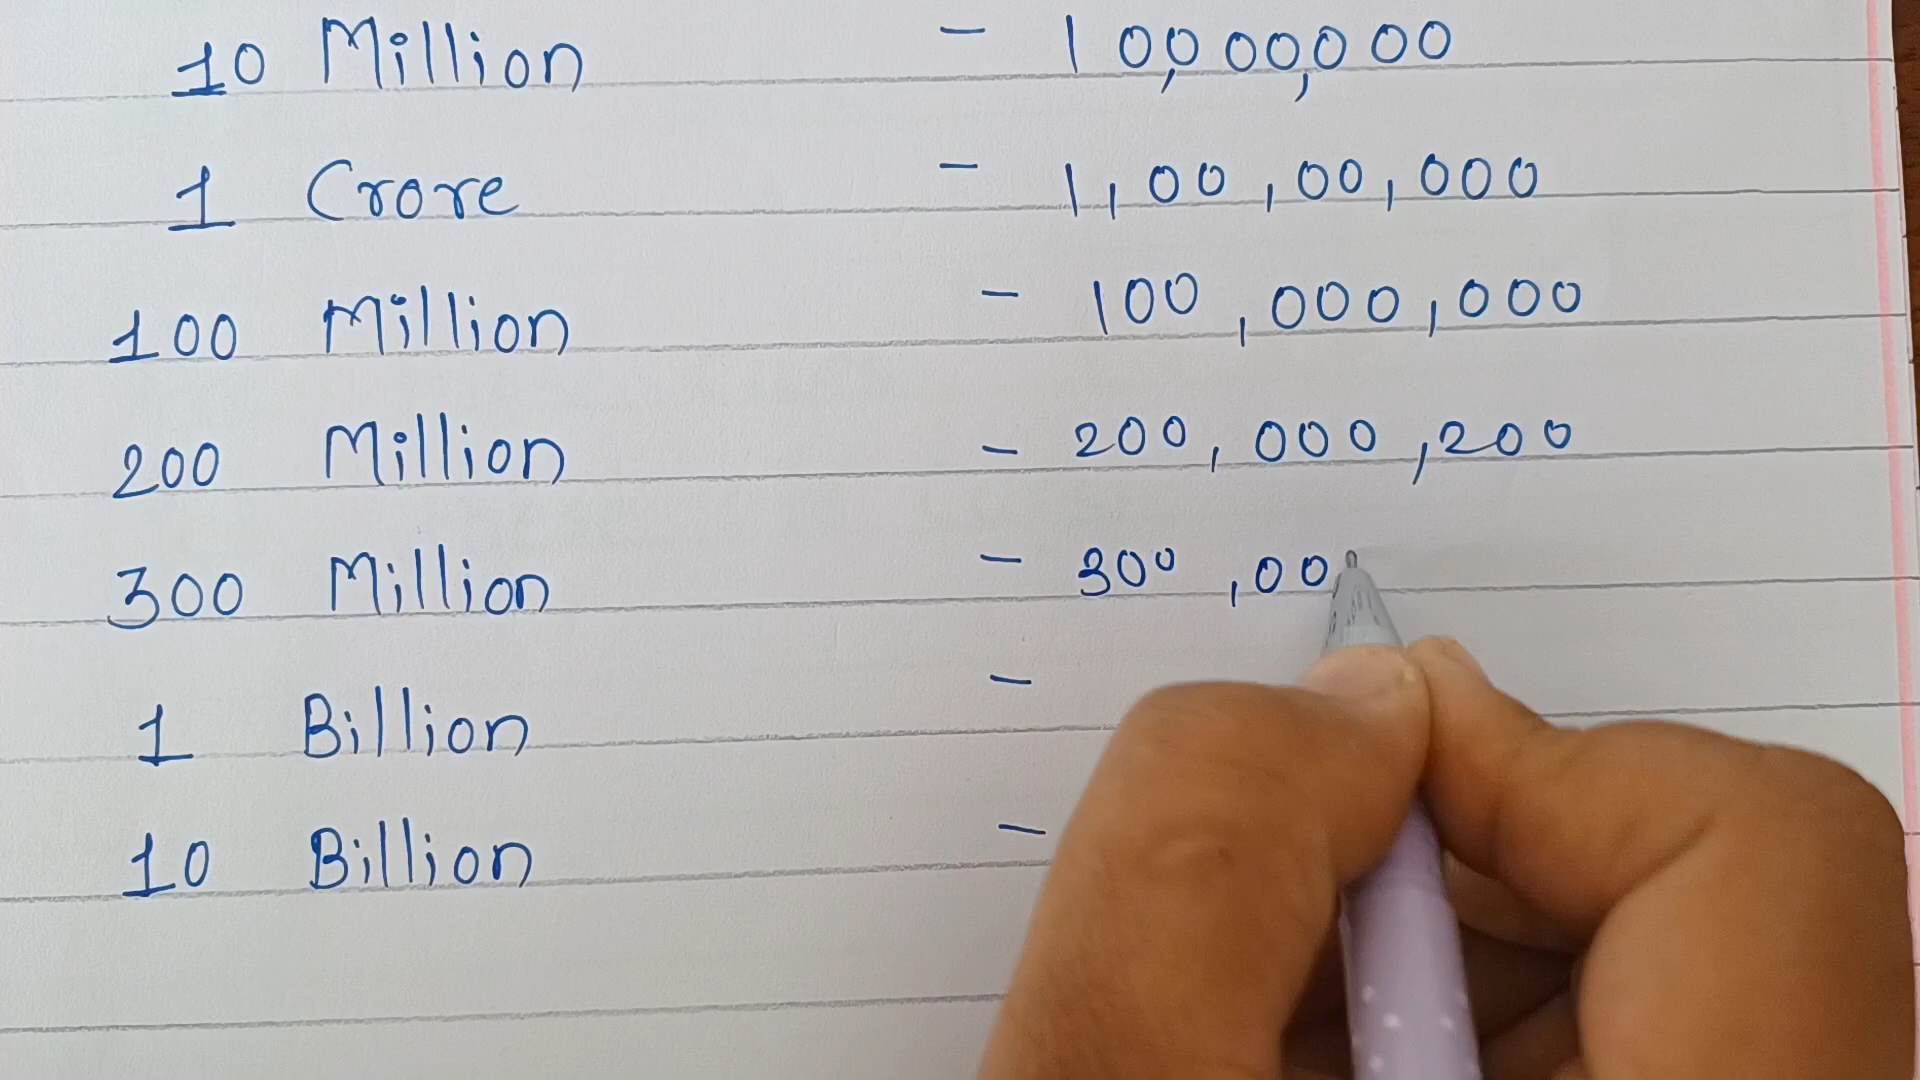 10 Million - 10,000,000
1 Crore - 1,00,00,000
100 Million - 100,000,000
200 Million - 200,000,200
300 Million - 300,00
1 Billion -
10 Billion -